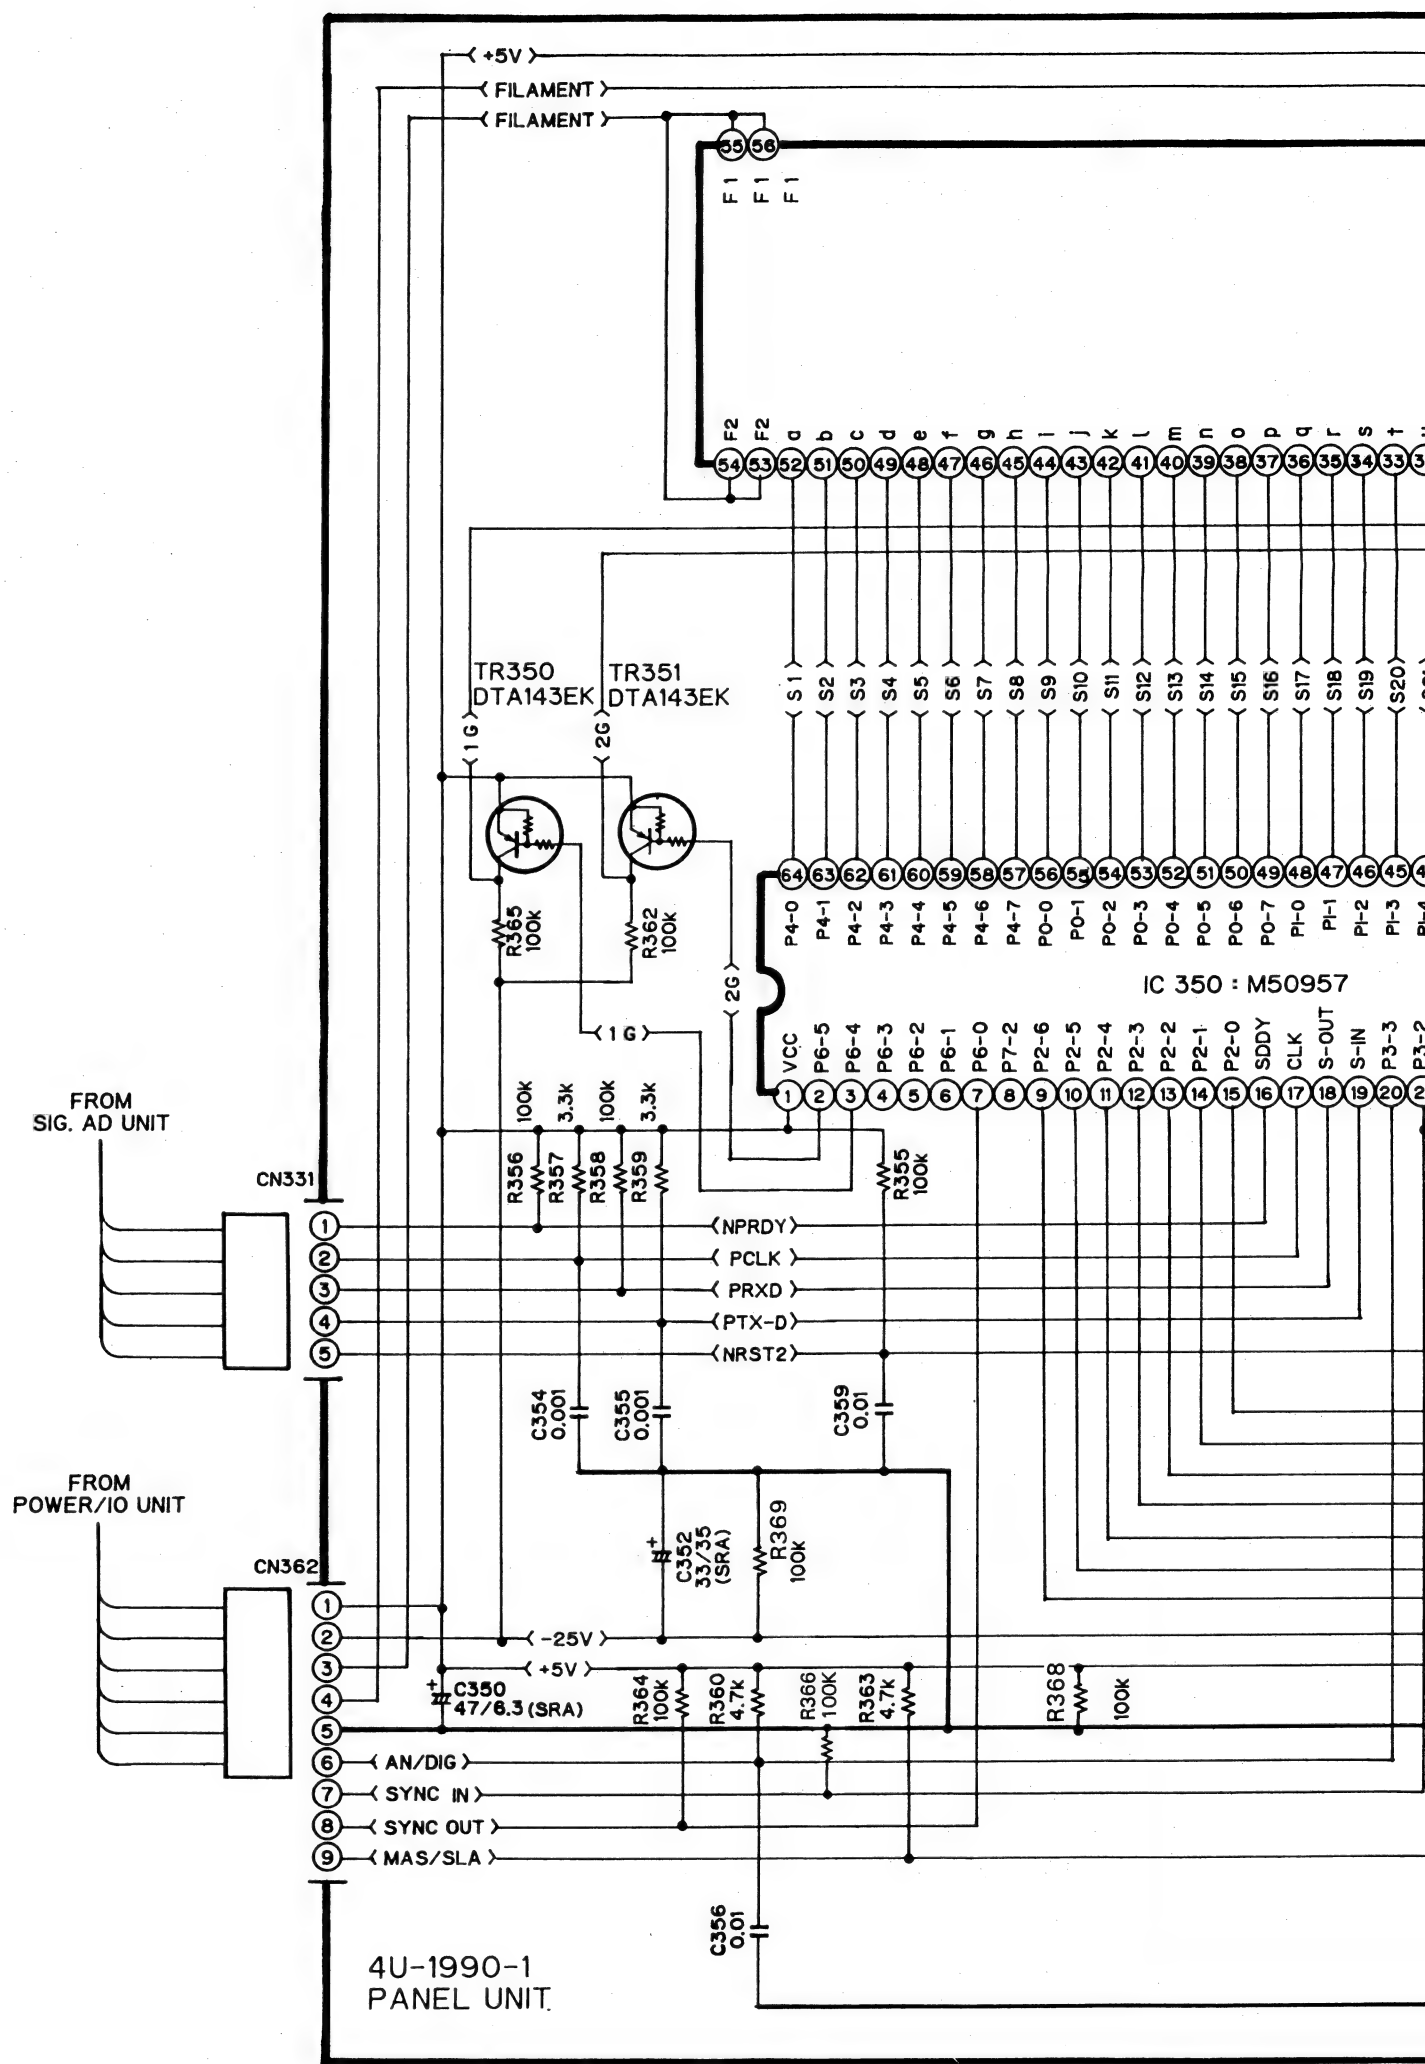 +5V
FILAMENT
FILAMENT
55 56
F1 F1 F1
F2 F2 a b c d e f g h i j k l m n o p q r s t
54 53 52 51 50 49 48 47 46 45 44 43 42 41 40 39 38 37 36 35 34 33 3
TR350
DTA143EK
TR351
DTA143EK
S1 S2 S3 S4 S5 S6 S7 S8 S9 S10 S11 S12 S13 S14 S15 S16 S17 S18 S19 S20
1G
2G
R365
100k
R362
100k
64 63 62 61 60 59 58 57 56 55 54 53 52 51 50 49 48 47 46 45 4
P4-0 P4-1 P4-2 P4-3 P4-4 P4-5 P4-6 P4-7 P0-0 P0-1 P0-2 P0-3 P0-4 P0-5 P0-6 P0-7 P1-0 P1-1 P1-2 P1-3 P1-4
IC 350 : M50957
2G
1G
VCC P6-5 P6-4 P6-3 P6-2 P6-1 P6-0 P7-2 P2-6 P2-5 P2-4 P2-3 P2-2 P2-1 P2-0 SDDY CLK S-OUT S-IN P3-3 P3-2
1 2 3 4 5 6 7 8 9 10 11 12 13 14 15 16 17 18 19 20 2
FROM
SIG. AD UNIT
CN331
100k 3.3k 100k 3.3k
R356 R357 R358 R359
R355
100k
1 NPRDY
2 PCLK
3 PRXD
4 PTX-D
5 NRST2
C354
0.001
C355
0.001
C359
0.01
FROM
POWER/IO UNIT
CN362
C352
33/35
(SRA)
R369
100k
1
2 -25V
3 +5V
4
C350
47/6.3 (SRA)
R364
100k
R360
4.7k
R366
100K
R363
4.7k
R368
100k
5
6 AN/DIG
7 SYNC IN
8 SYNC OUT
9 MAS/SLA
C356
0.01
4U-1990-1
PANEL UNIT